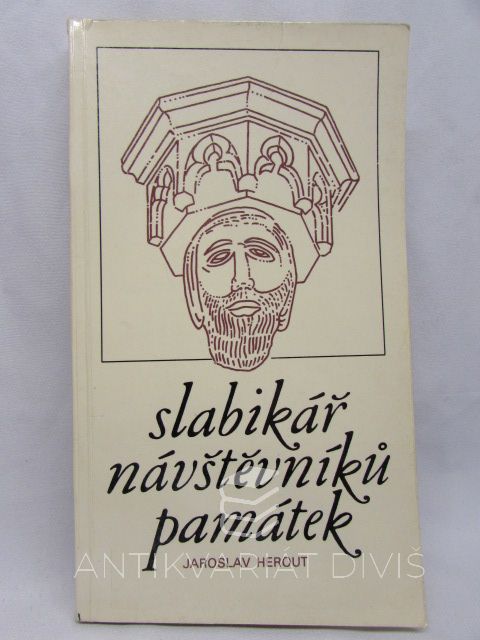 slabikář
návštěvníků
památek
JAROSLAV HEROUT
ANTIKVARIÁT DIVIŠ